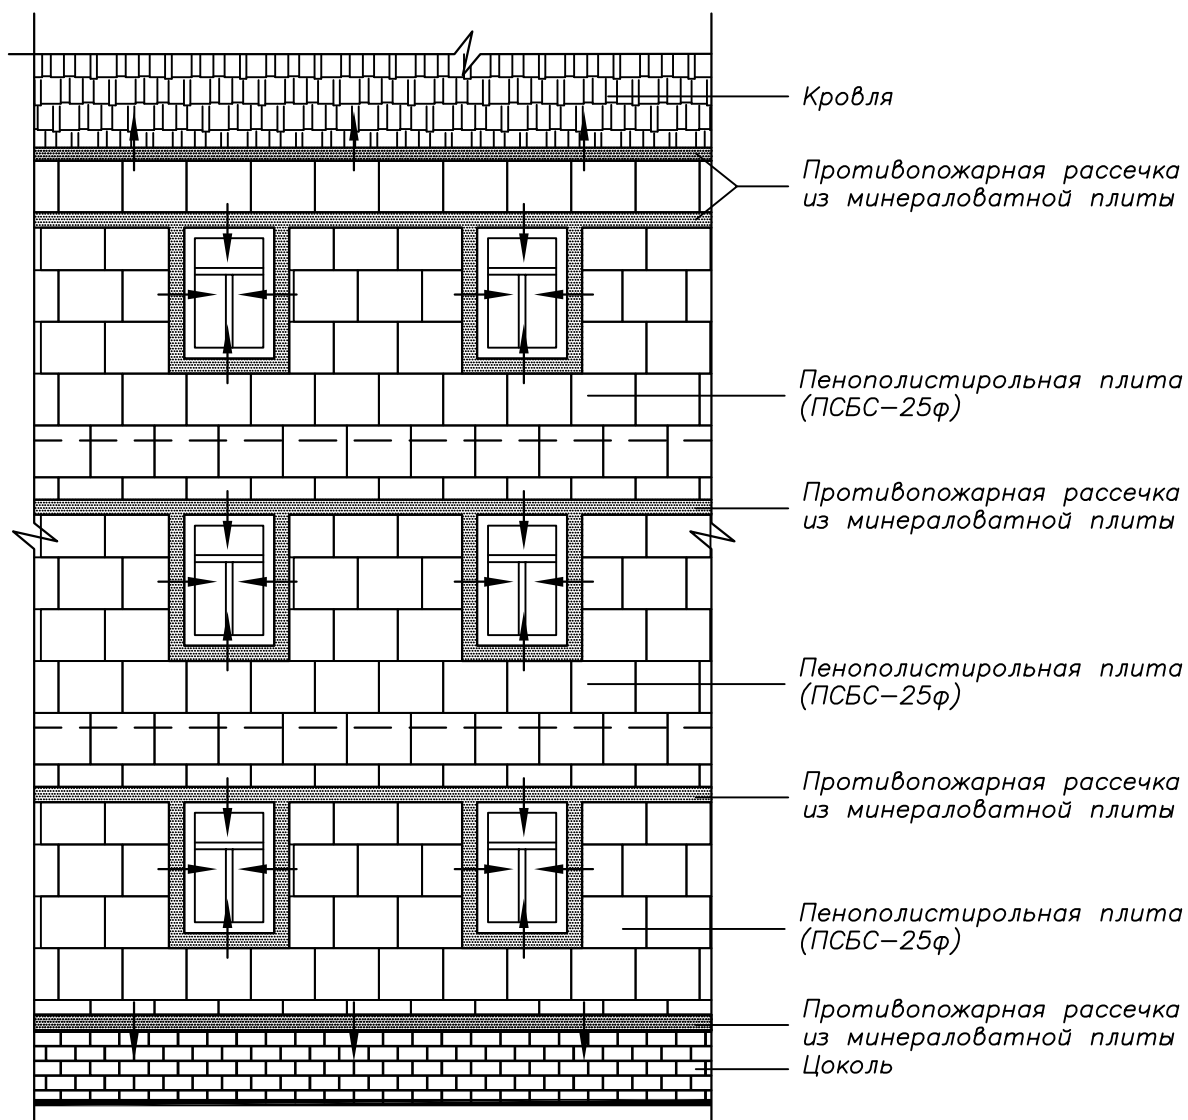 Кровля
Противопожарная рассечка
из минераловатной плиты
Пенополистирольная плита
(ПСБС-25ф)
Противопожарная рассечка
из минераловатной плиты
Пенополистирольная плита
(ПСБС-25ф)
Противопожарная рассечка
из минераловатной плиты
Пенополистирольная плита
(ПСБС-25ф)
Противопожарная рассечка
из минераловатной плиты
Цоколь